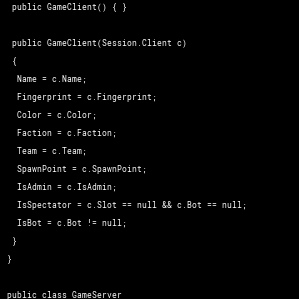 public GameClient() { }
public GameClient(Session.Client c)
{
Name = c.Name;
Fingerprint = c.Fingerprint;
Color = c.Color;
Faction = c.Faction;
Team = c.Team;
SpawnPoint = c.SpawnPoint;
IsAdmin = c.IsAdmin;
IsSpectator = c.Slot == null && c.Bot == null;
IsBot = c.Bot != null;
}
}
public class GameServer